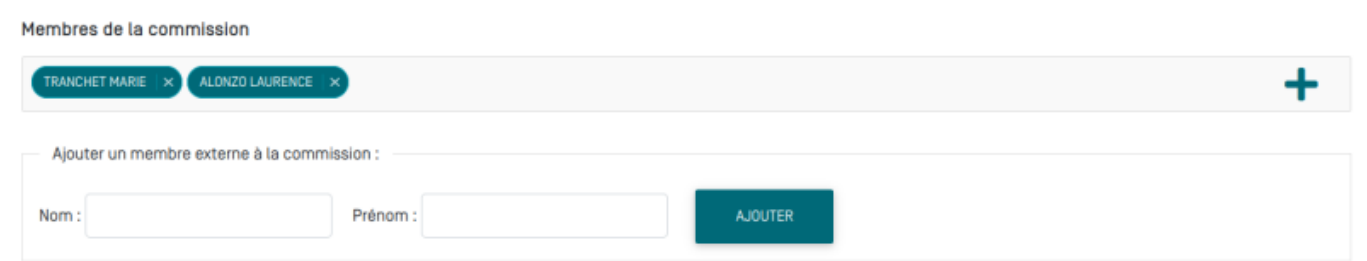 Membres de la commission
TRANCHET MARIE × ALONZO LAURENCE ×
Ajouter un membre externe à la commission :
Nom : Prénom : AJOUTER